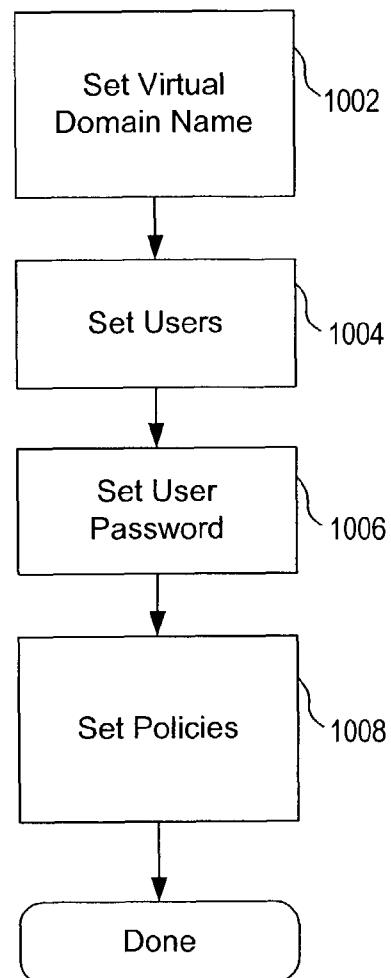 Set Virtual
Domain Name
1002
Set Users
1004
Set User
Password
1006
Set Policies
1008
Done